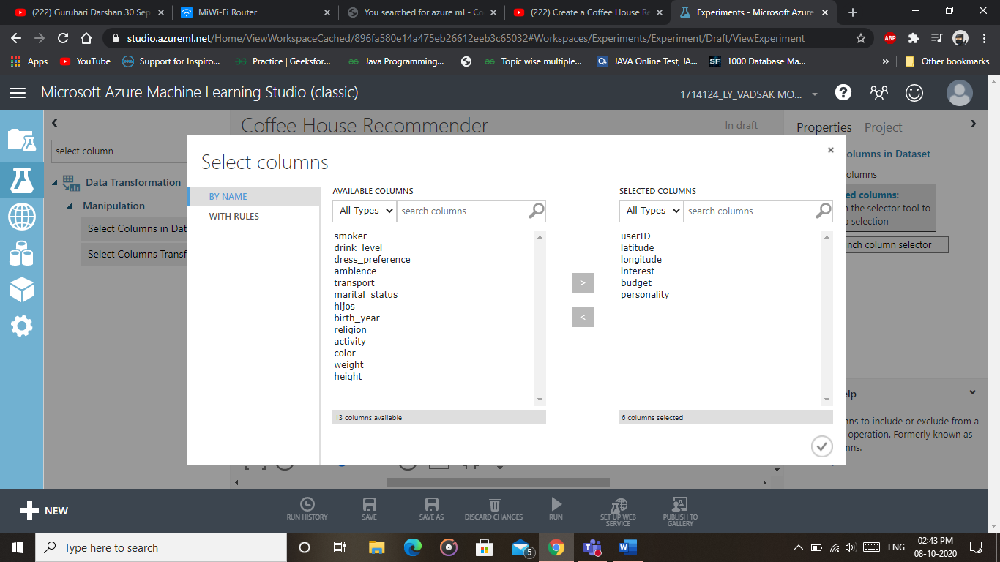 (222) Guruhari Darshan 30 Sep
MiWi-Fi Router
You searched for azure ml - Co
(222) Create a Coffee House Re
Experiments - Microsoft Azure
studio.azureml.net/Home/ViewWorkspaceCached/896fa580e14a475eb26612eeb3c65032#Workspaces/Experiments/Experiment/Draft/ViewExperiment
ABP
Apps
YouTube
Support for Inspiro...
Practice | Geeksfor...
Java Programming...
Topic wise multiple...
JAVA Online Test, JA...
SF
1000 Database Ma...
»
Other bookmarks
Microsoft Azure Machine Learning Studio (classic)
1714124_LY_VADSAK MO...
?
Coffee House Recommender
In draft
Properties
Project
select column
Data Transformation
Manipulation
Select Columns in Dat
Select Columns Transf
Select columns
×
BY NAME
WITH RULES
AVAILABLE COLUMNS
All Types
search columns
smoker
drink_level
dress_preference
ambience
transport
marital_status
hijos
birth_year
religion
activity
color
weight
height
13 columns available
>
<
SELECTED COLUMNS
All Types
search columns
userID
latitude
longitude
interest
budget
personality
6 columns selected
Columns in Dataset
olumns
ed columns:
h the selector tool to
a selection
nch column selector
elp
nns to include or exclude from a
operation. Formerly known as
mns.
NEW
RUN HISTORY
SAVE
SAVE AS
DISCARD CHANGES
RUN
SET UP WEB
SERVICE
PUBLISH TO
GALLERY
Type here to search
5
ENG
02:43 PM
08-10-2020